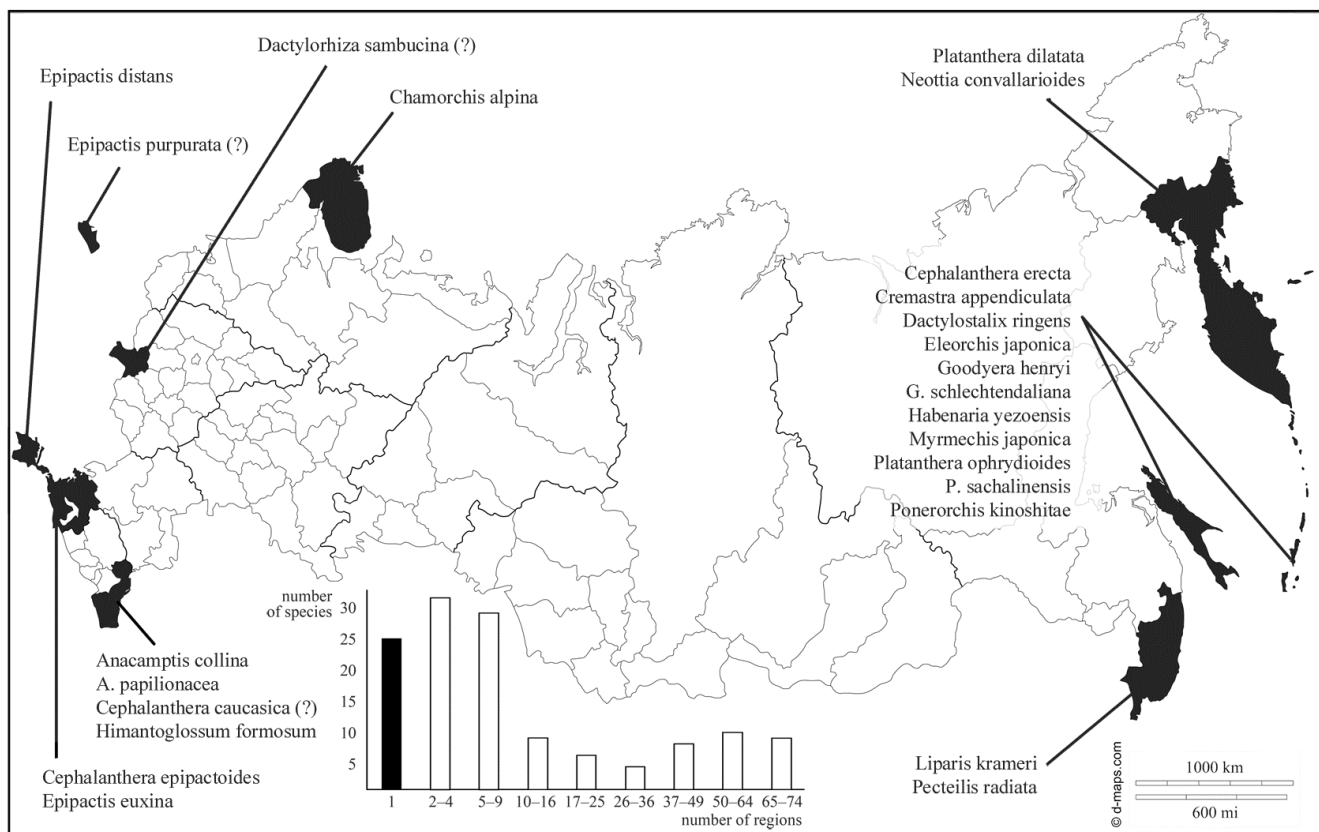 Dactylorhiza sambucina (?)
Epipactis distans
Chamorchis alpina
Epipactis purpurata (?)
Platanthera dilatata
Neottia convallarioides
Cephalanthera erecta
Cremastra appendiculata
Dactylostalix ringens
Eleorchis japonica
Goodyera henryi
G. schlechtendaliana
Habenaria yezoensis
Myrmechis japonica
Platanthera ophrydioides
P. sachalinensis
Ponerorchis kinoshitae
Anacamptis collina
A. papilionacea
Cephalanthera caucasica (?)
Himantoglossum formosum
Cephalanthera epipactoides
Epipactis euxina
number
of species
30
25
20
15
10
5
1 2–4 5–9 10–16 17–25 26–36 37–49 50–64 65–74
number of regions
Liparis krameri
Pecteilis radiata
© d-maps.com
1000 km
600 mi